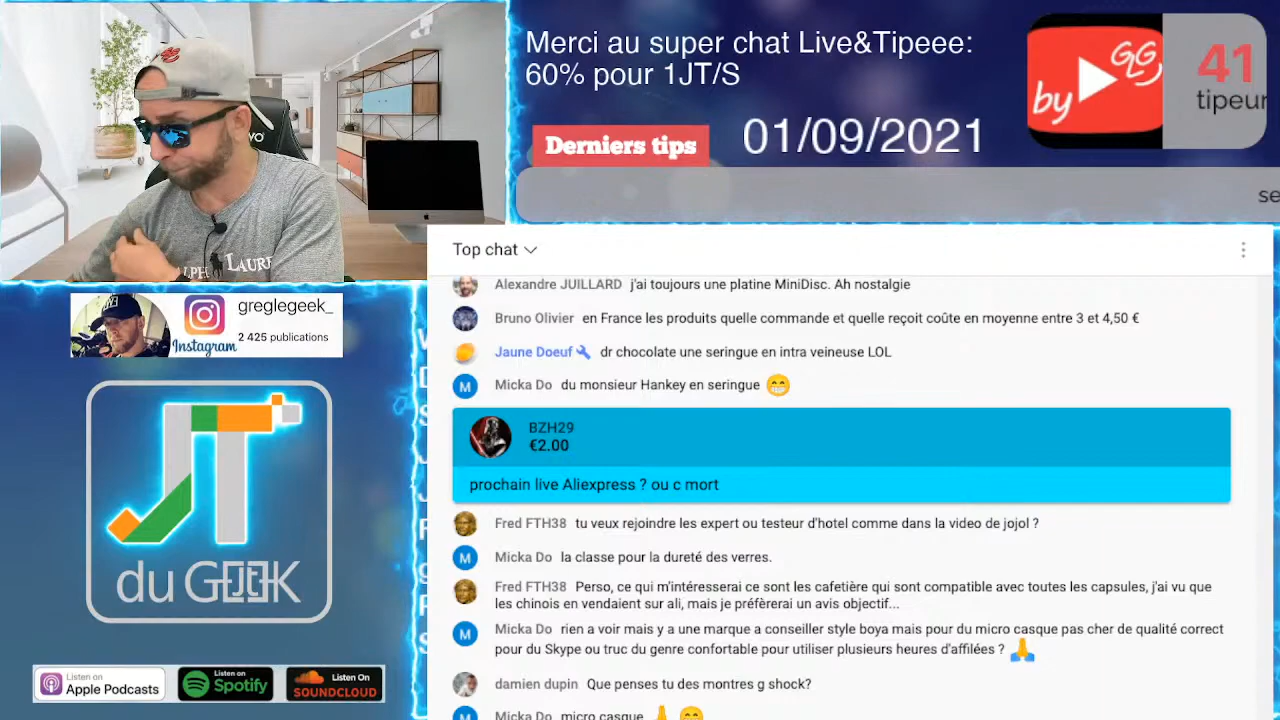 Merci au super chat Live&Tipeee:
60% pour 1JT/S
by GLG
41
tipeur
Derniers tips
01/09/2021
se
VO
LPH LAURE
Top chat
Alexandre JUILLARD j'ai toujours une platine MiniDisc. Ah nostalgie
Bruno Olivier en France les produits quelle commande et quelle reçoit coûte en moyenne entre 3 et 4,50 €
Jaune Doeuf dr chocolate une seringue en intra veineuse LOL
M Micka Do du monsieur Hankey en seringue 😁
BZH29
€2.00
prochain live Aliexpress ? ou c mort
Fred FTH38 tu veux rejoindre les expert ou testeur d'hotel comme dans la video de jojol ?
M Micka Do la classe pour la dureté des verres.
Fred FTH38 Perso, ce qui m'intéresserai ce sont les cafetière qui sont compatible avec toutes les capsules, j'ai vu que
les chinois en vendaient sur ali, mais je préfèrerai un avis objectif...
M Micka Do rien a voir mais y a une marque a conseiller style boya mais pour du micro casque pas cher de qualité correct
pour du Skype ou truc du genre confortable pour utiliser plusieurs heures d'affilées ? 🙏
damien dupin Que penses tu des montres g shock?
M Micka Do micro casque 🙏 😁
greglegeek_
2 425 publications
Instagram
JT
du GEEK
Listen on
Apple Podcasts
Listen on
Spotify
Listen On
SOUNDCLOUD